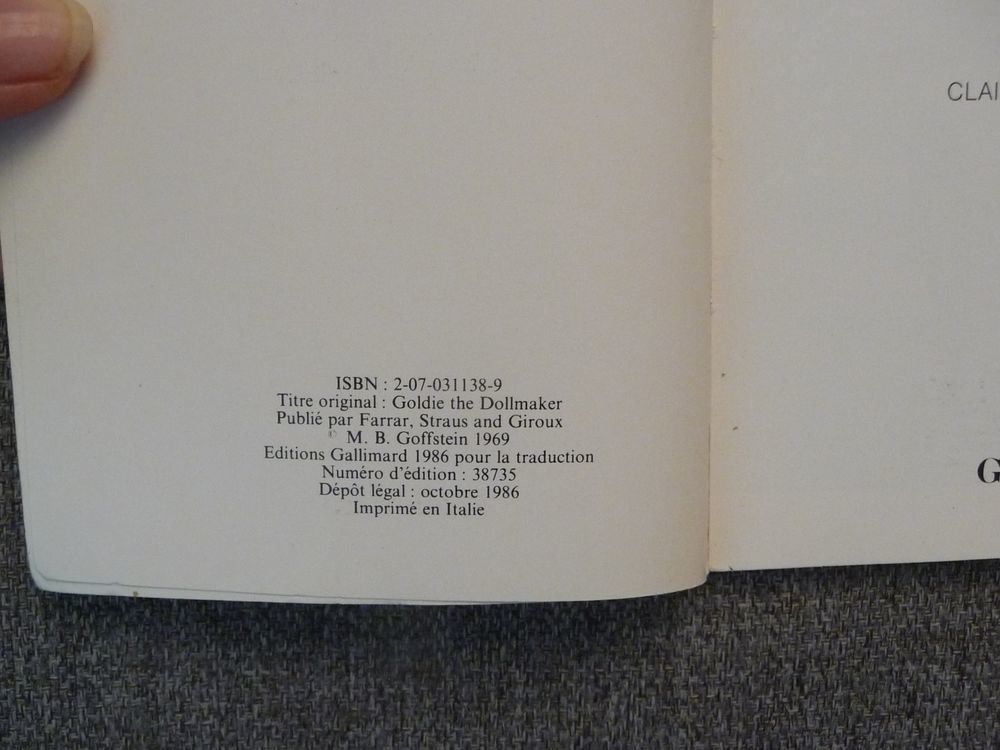 ISBN : 2-07-031138-9
Titre original : Goldie the Dollmaker
Publié par Farrar, Straus and Giroux
© M. B. Goffstein 1969
Editions Gallimard 1986 pour la traduction
Numéro d'édition : 38735
Dépôt légal : octobre 1986
Imprimé en Italie
CLAI
G